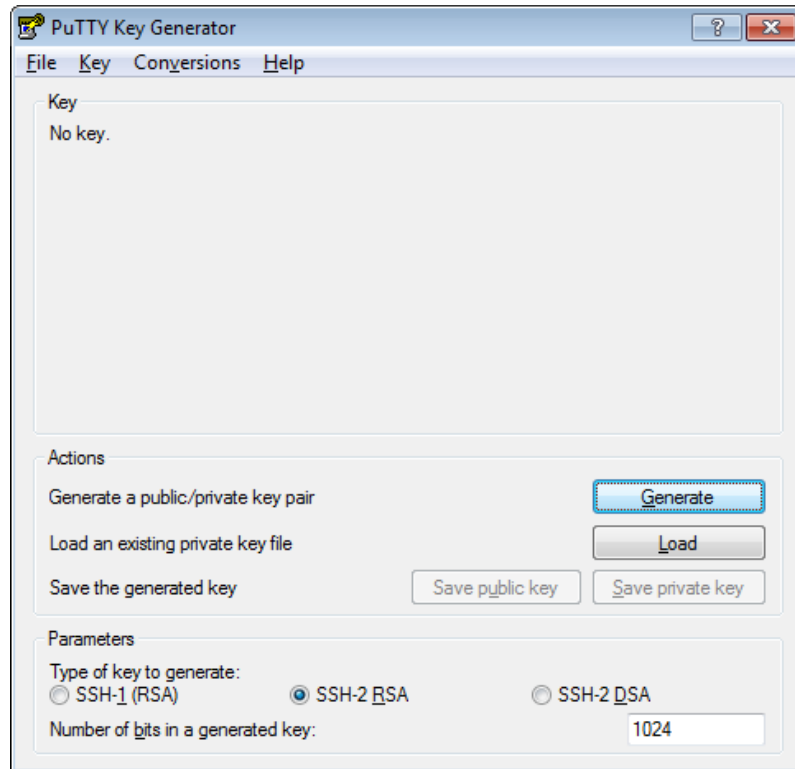 PuTTY Key Generator
File Key Conversions Help
Key
No key.
Actions
Generate a public/private key pair Generate
Load an existing private key file Load
Save the generated key Save public key Save private key
Parameters
Type of key to generate:
SSH-1 (RSA) SSH-2 RSA SSH-2 DSA
Number of bits in a generated key: 1024